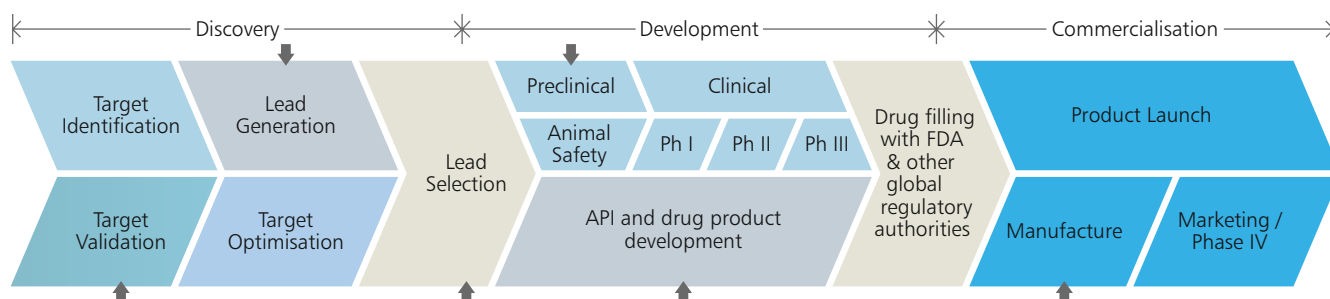 Discovery
Development
Commercialisation
Target
Identification
Lead
Generation
Target
Validation
Target
Optimisation
Lead
Selection
Preclinical
Clinical
Animal
Safety
Ph I
Ph II
Ph III
API and drug product
development
Drug filling
with FDA
& other
global
regulatory
authorities
Product Launch
Manufacture
Marketing /
Phase IV